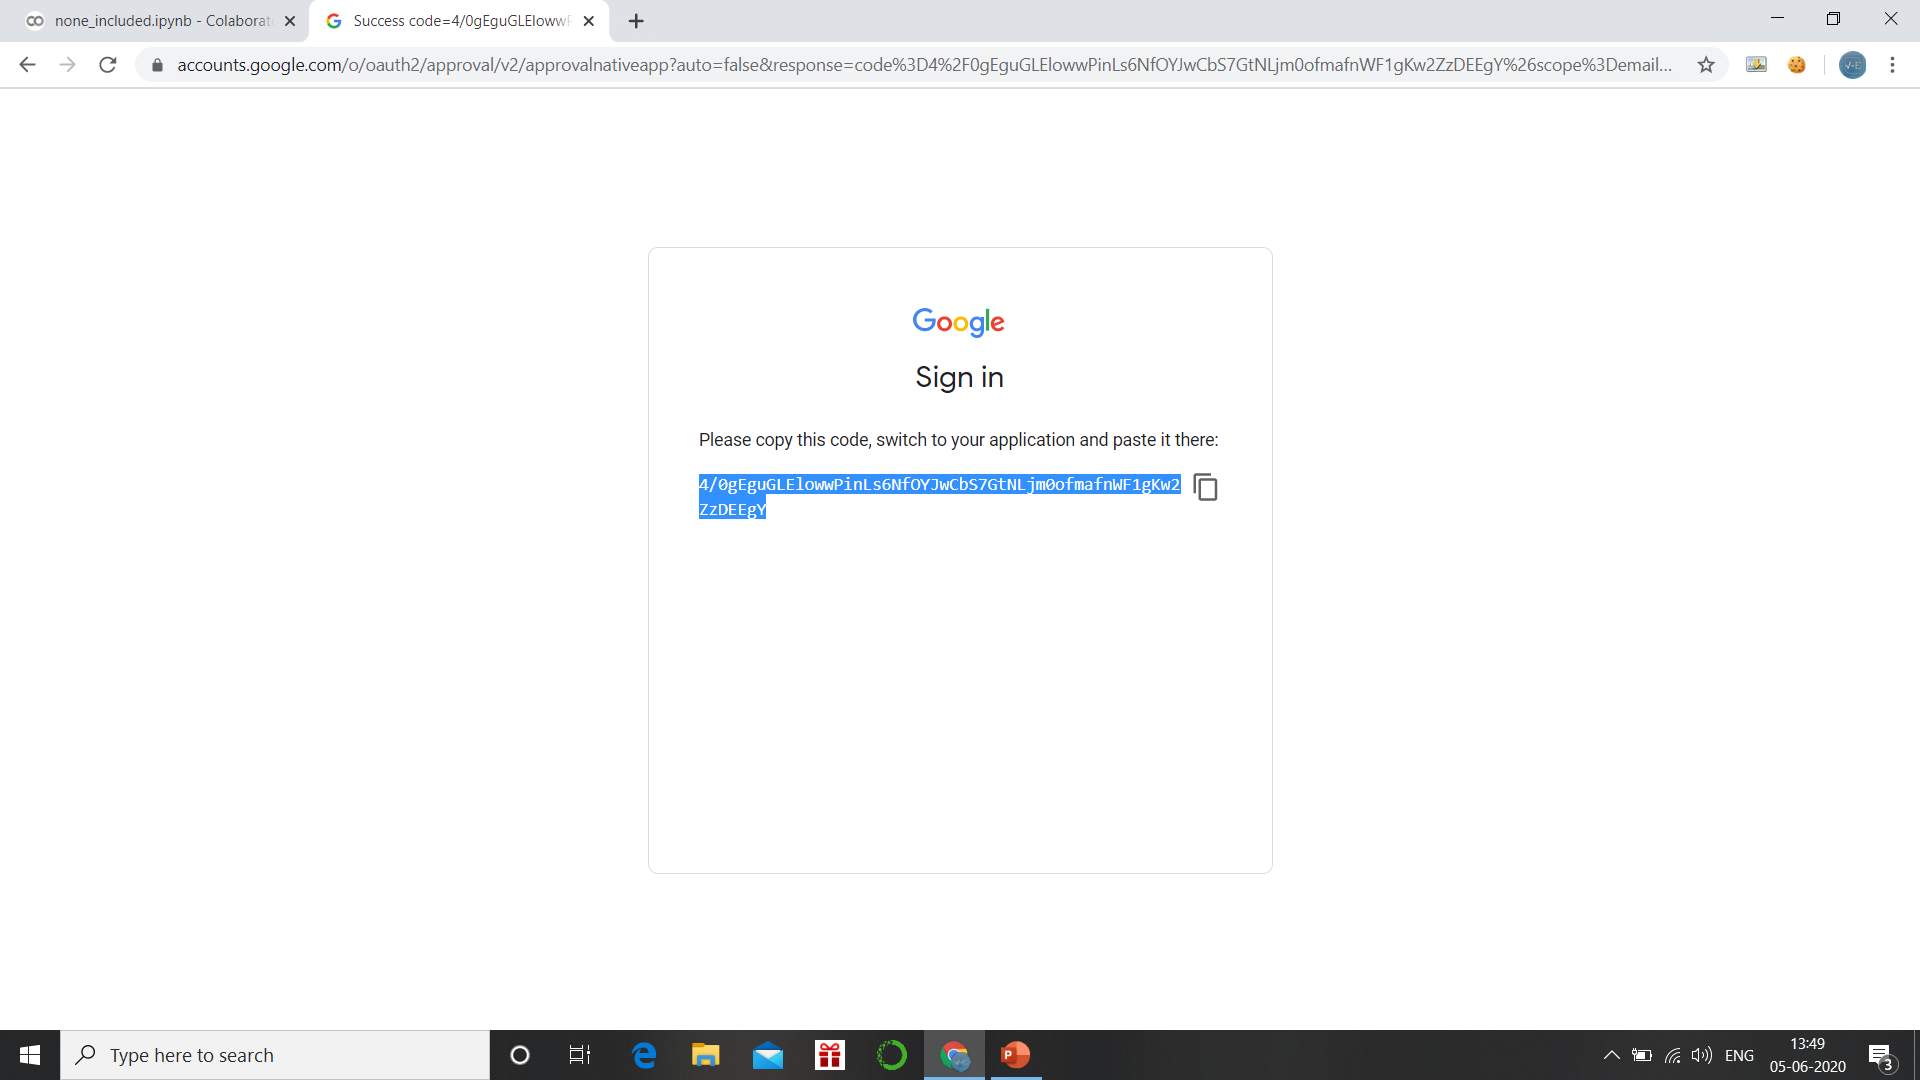 none_included.ipynb - Colaborat
Success code=4/0gEguGLElowwP
accounts.google.com/o/oauth2/approval/v2/approvalnativeapp?auto=false&response=code%3D4%2F0gEguGLElowwPinLs6NfOYJwCbS7GtNLjm0ofmafnWF1gKw2ZzDEEgY%26scope%3Demail...
Google
Sign in
Please copy this code, switch to your application and paste it there:
4/0gEguGLElowwPinLs6NfOYJwCbS7GtNLjm0ofmafnWF1gKw2
ZzDEEgY
Type here to search
ENG
13:49
05-06-2020
3